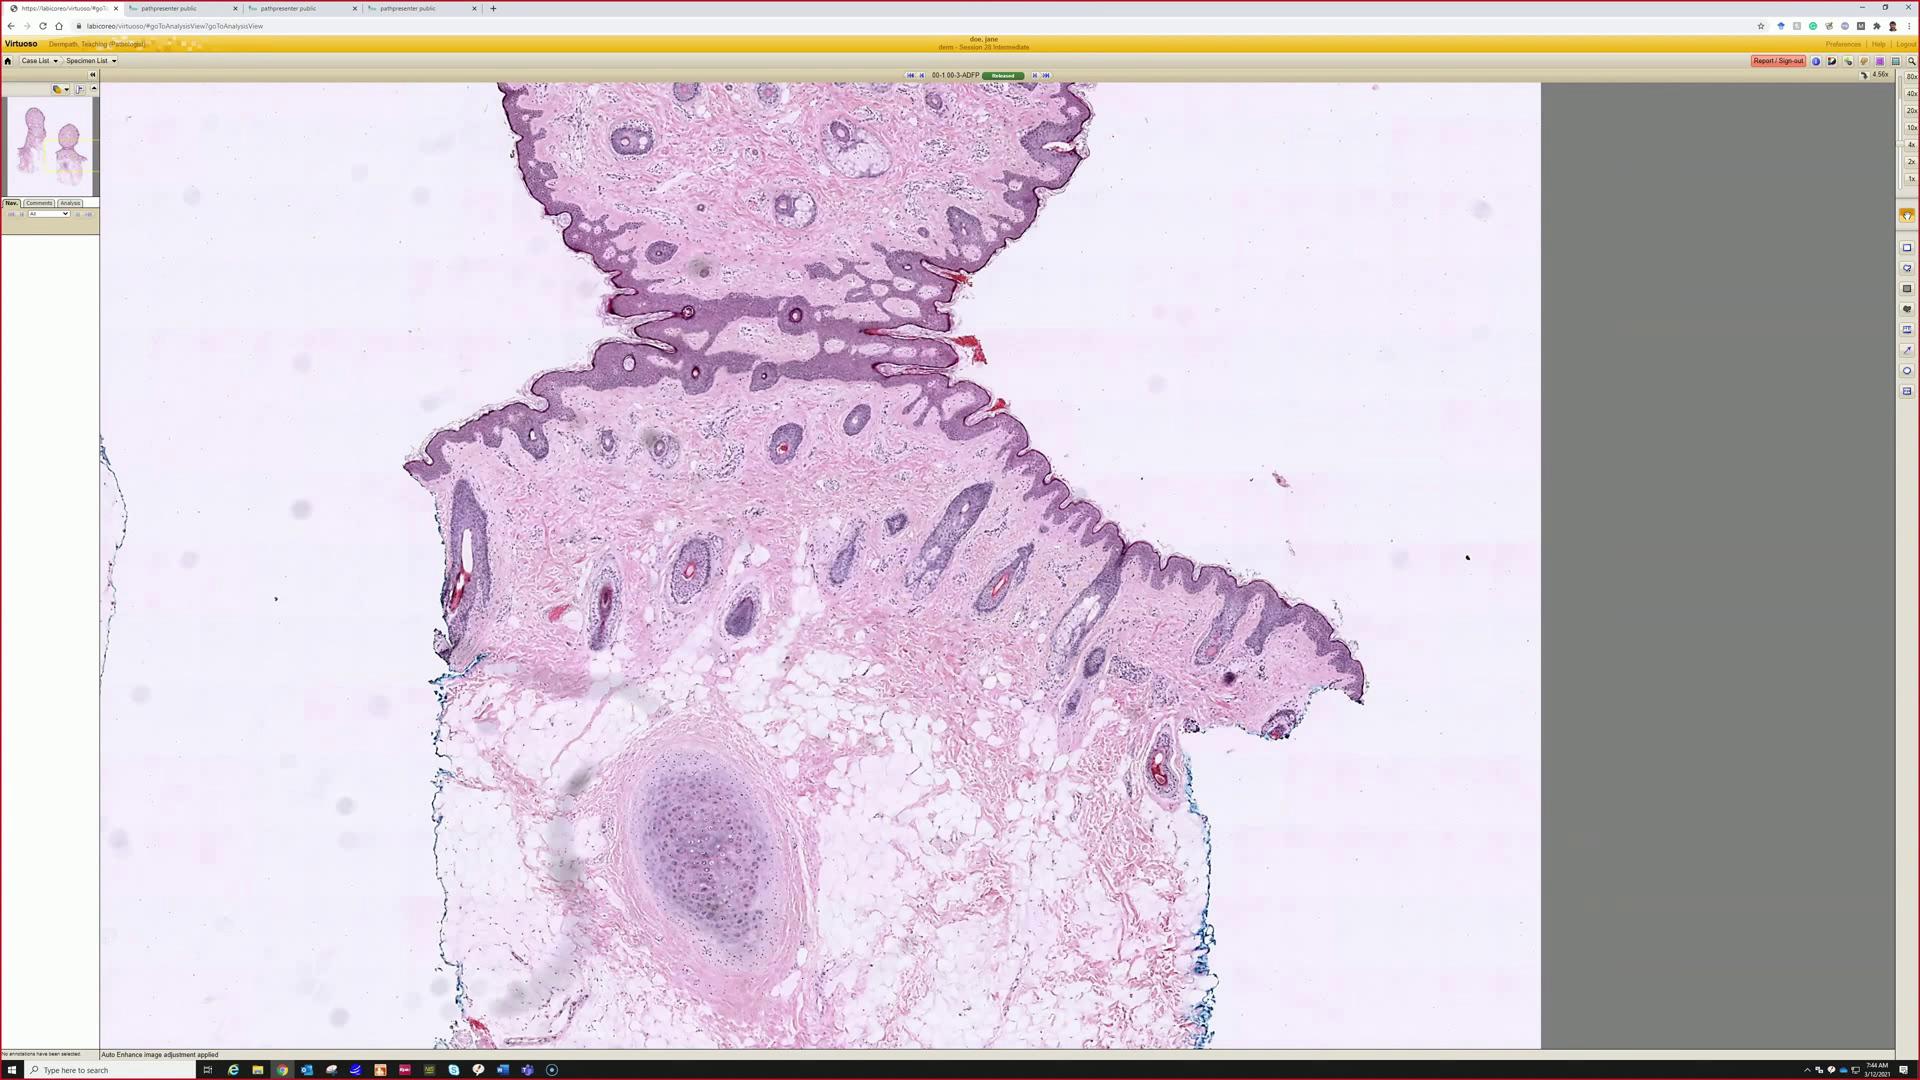 https://labicoreo/virtuoso/#goTo
pathpresenter public
pathpresenter public
pathpresenter public
labicoreo/virtuoso/#goToAnalysisView?goToAnalysisView
Virtuoso
Dermpath, Teaching (Pathologist)
doe, jane
derm - Session 28 Intermediate
Preferences
Help
Logout
Case List
Specimen List
Report / Sign-out
00-1 00-3-ADFP
Released
4.56x
80x
40x
20x
10x
4x
2x
1x
Nav.
Comments
Analysis
All
No annotations have been selected.
Auto Enhance image adjustment applied
Type here to search
7:44 AM
3/12/2021